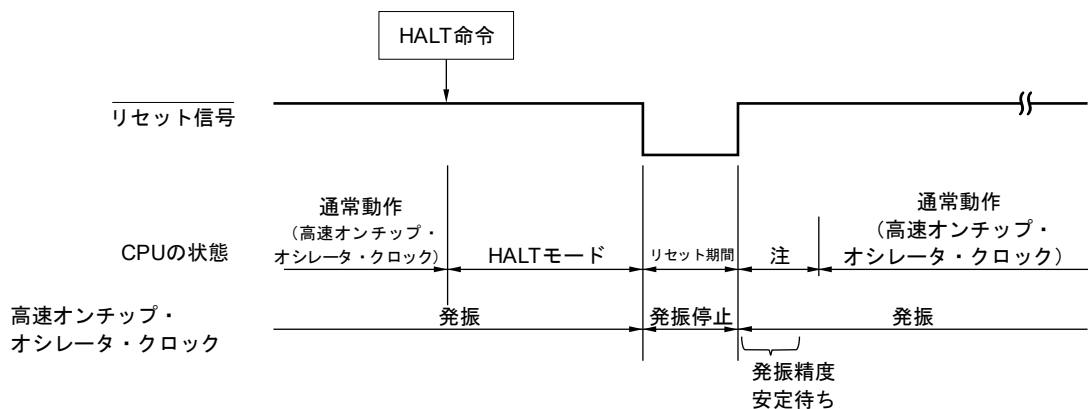 HALT命令
リセット信号
通常動作
（高速オンチップ・
オシレータ・クロック）
CPUの状態
HALTモード
リセット期間
注
通常動作
（高速オンチップ・
オシレータ・クロック）
高速オンチップ・
オシレータ・クロック
発振
発振停止
発振
発振精度
安定待ち